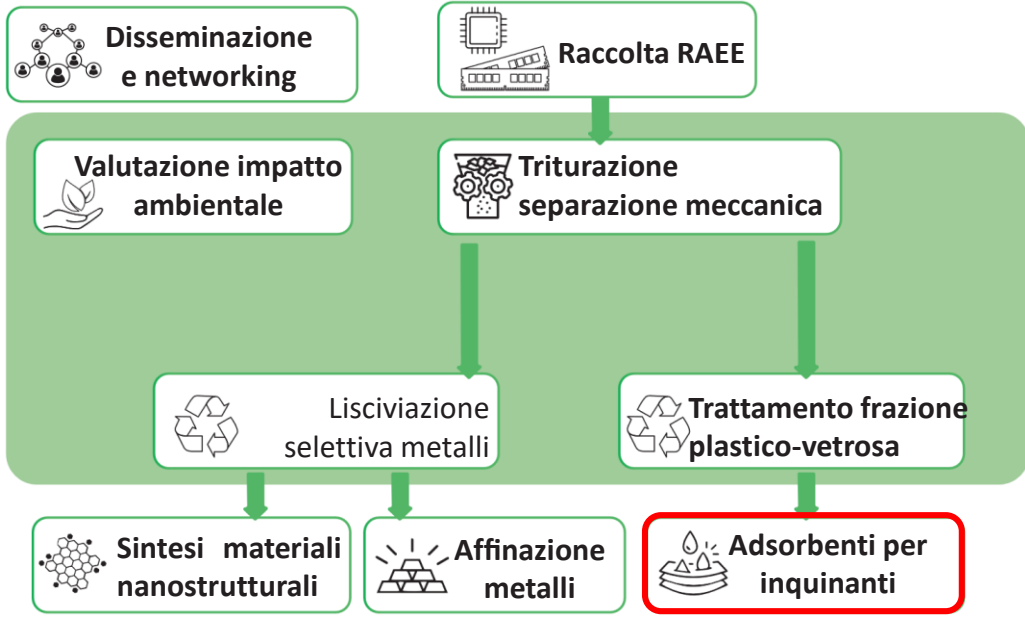 Disseminazione
e networking
Raccolta RAEE
Valutazione impatto
ambientale
Triturazione
separazione meccanica
Lisciviazione
selettiva metalli
Trattamento frazione
plastico-vetrosa
Sintesi materiali
nanostrutturali
Affinazione
metalli
Adsorbenti per
inquinanti